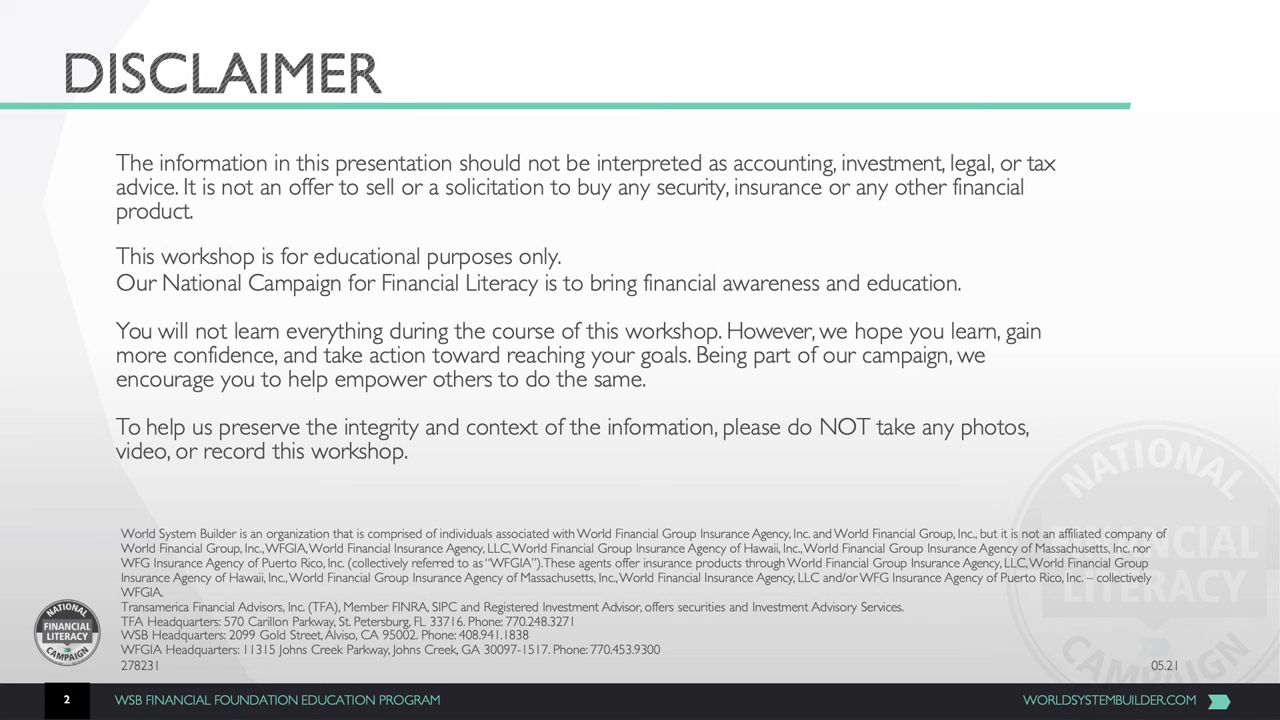 DISCLAIMER
The information in this presentation should not be interpreted as accounting, investment, legal, or tax
advice. It is not an offer to sell or a solicitation to buy any security, insurance or any other financial
product.
This workshop is for educational purposes only.
Our National Campaign for Financial Literacy is to bring financial awareness and education.
You will not learn everything during the course of this workshop. However, we hope you learn, gain
more confidence, and take action toward reaching your goals. Being part of our campaign, we
encourage you to help empower others to do the same.
To help us preserve the integrity and context of the information, please do NOT take any photos,
video, or record this workshop.
World System Builder is an organization that is comprised of individuals associated with World Financial Group Insurance Agency, Inc. and World Financial Group, Inc., but it is not an affiliated company of
World Financial Group, Inc., WFGIA, World Financial Insurance Agency, LLC, World Financial Group Insurance Agency of Hawaii, Inc., World Financial Group Insurance Agency of Massachusetts, Inc. nor
WFG Insurance Agency of Puerto Rico, Inc. (collectively referred to as “WFGIA”). These agents offer insurance products through World Financial Group Insurance Agency, LLC, World Financial Group
Insurance Agency of Hawaii, Inc., World Financial Group Insurance Agency of Massachusetts, Inc., World Financial Insurance Agency, LLC and/or WFG Insurance Agency of Puerto Rico, Inc. – collectively
WFGIA.
Transamerica Financial Advisors, Inc. (TFA), Member FINRA, SIPC and Registered Investment Advisor, offers securities and Investment Advisory Services.
TFA Headquarters: 570 Carillon Parkway, St. Petersburg, FL 33716. Phone: 770.248.3271
WSB Headquarters: 2099 Gold Street, Alviso, CA 95002. Phone: 408.941.1838
WFGIA Headquarters: 11315 Johns Creek Parkway, Johns Creek, GA 30097-1517. Phone: 770.453.9300
278231
05.21
NATIONAL
FINANCIAL
LITERACY
CAMPAIGN
NATIONAL
FINANCIAL
LITERACY
CAMPAIGN
2
WSB FINANCIAL FOUNDATION EDUCATION PROGRAM
WORLDSYSTEMBUILDER.COM